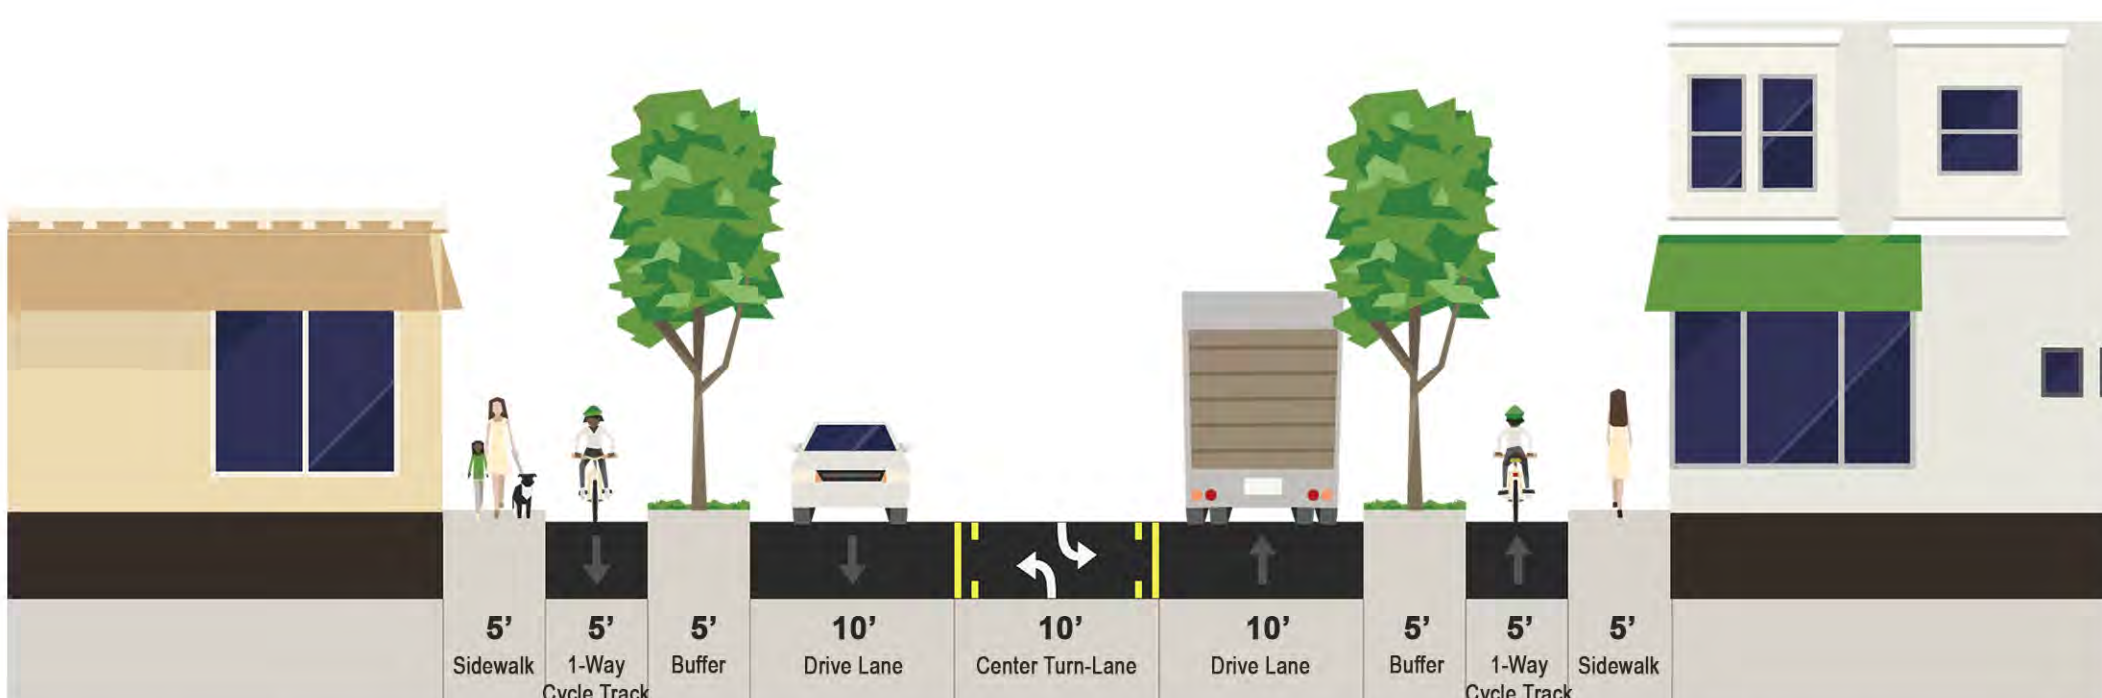 5’ 5’ 5’ 10’ 10’ 10’ 5’ 5’ 5’
Sidewalk 1-Way Buffer Drive Lane Center Turn-Lane Drive Lane Buffer 1-Way Sidewalk
Cycle Track Cycle Track